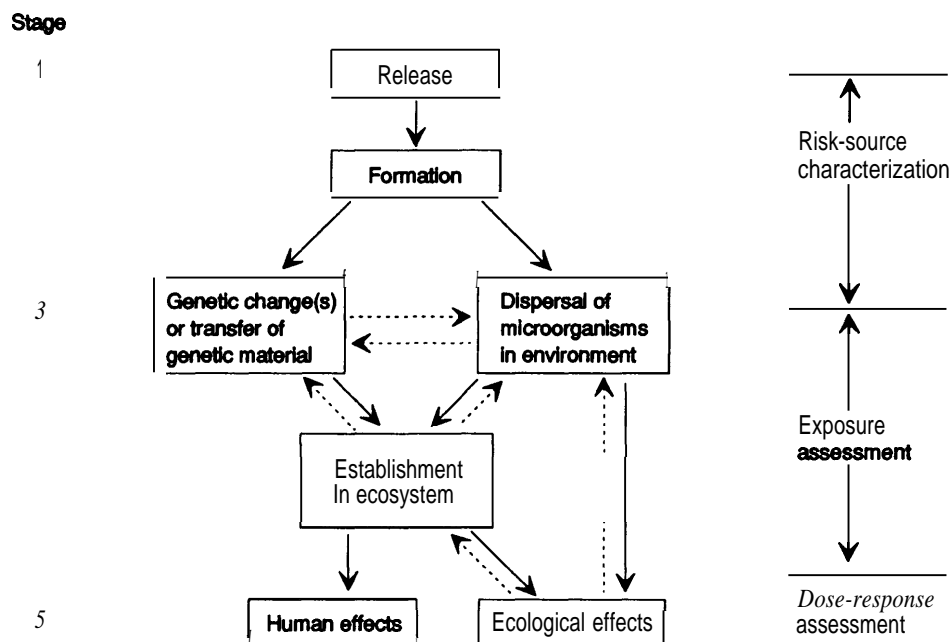 Stage
1
Release
Formation
Risk-source
characterization
3
Genetic change(s)
or transfer of
genetic material
Dispersal of
microorganisms
in environment
Establishment
In ecosystem
Exposure
assessment
5
Human effects
Ecological effects
Dose-response
assessment